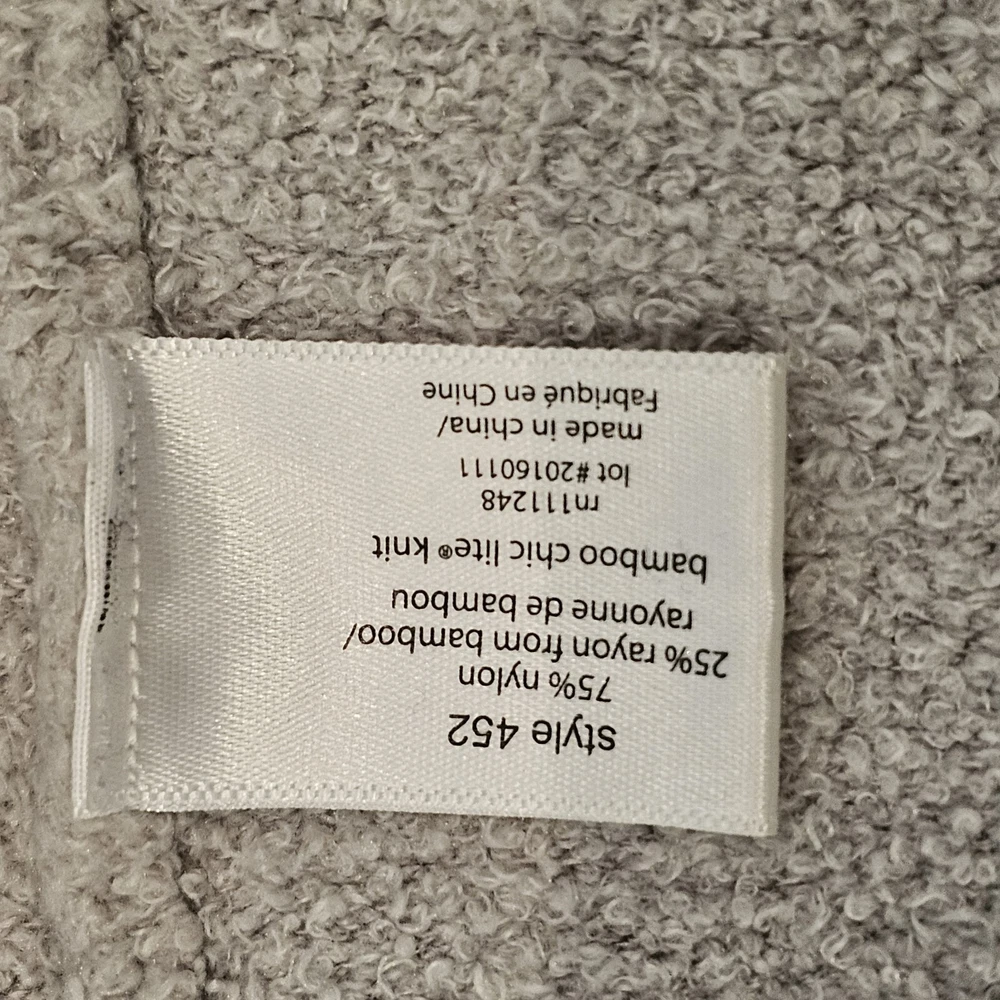 style 452
75% nylon
25% rayon from bamboo/
rayonne de bambou
bamboo chic lite® knit
rn111248
lot #20160111
made in china/
Fabriqué en Chine